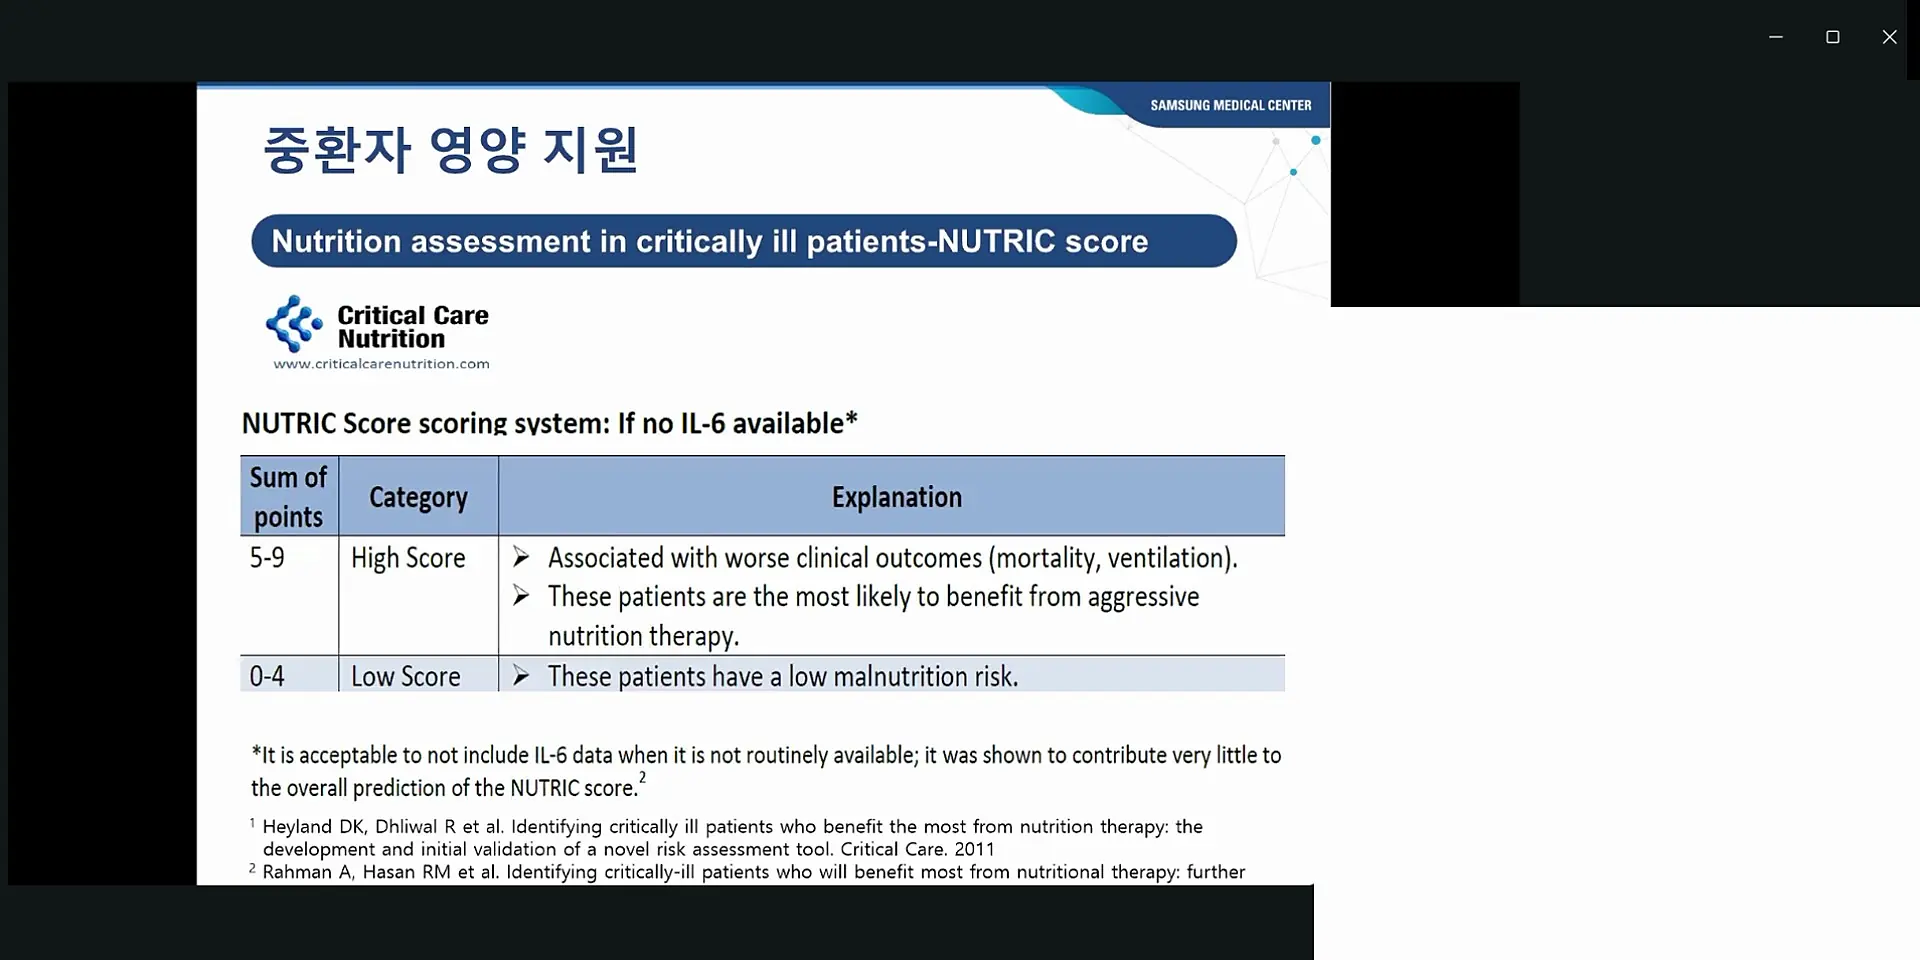 SAMSUNG MEDICAL CENTER
중환자 영양 지원
Nutrition assessment in critically ill patients-NUTRIC score
Critical Care
Nutrition
www.criticalcarenutrition.com
NUTRIC Score scoring system: If no IL-6 available*
Sum of points Category Explanation
5-9 High Score ➢ Associated with worse clinical outcomes (mortality, ventilation).
➢ These patients are the most likely to benefit from aggressive
nutrition therapy.
0-4 Low Score ➢ These patients have a low malnutrition risk.
*It is acceptable to not include IL-6 data when it is not routinely available; it was shown to contribute very little to
the overall prediction of the NUTRIC score.2
1 Heyland DK, Dhliwal R et al. Identifying critically ill patients who benefit the most from nutrition therapy: the
development and initial validation of a novel risk assessment tool. Critical Care. 2011
2 Rahman A, Hasan RM et al. Identifying critically-ill patients who will benefit most from nutritional therapy: further